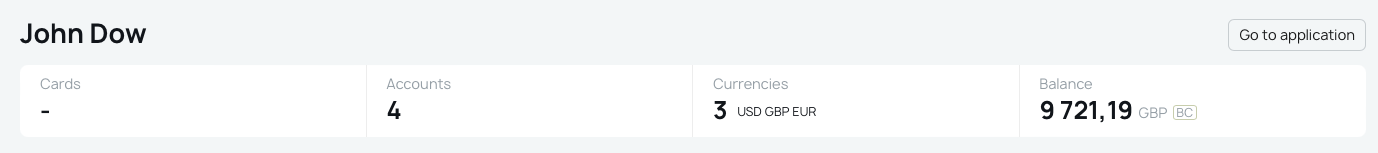 John Dow
Go to application
Cards
-
Accounts
4
Currencies
3 USD GBP EUR
Balance
9 721,19 GBP BC